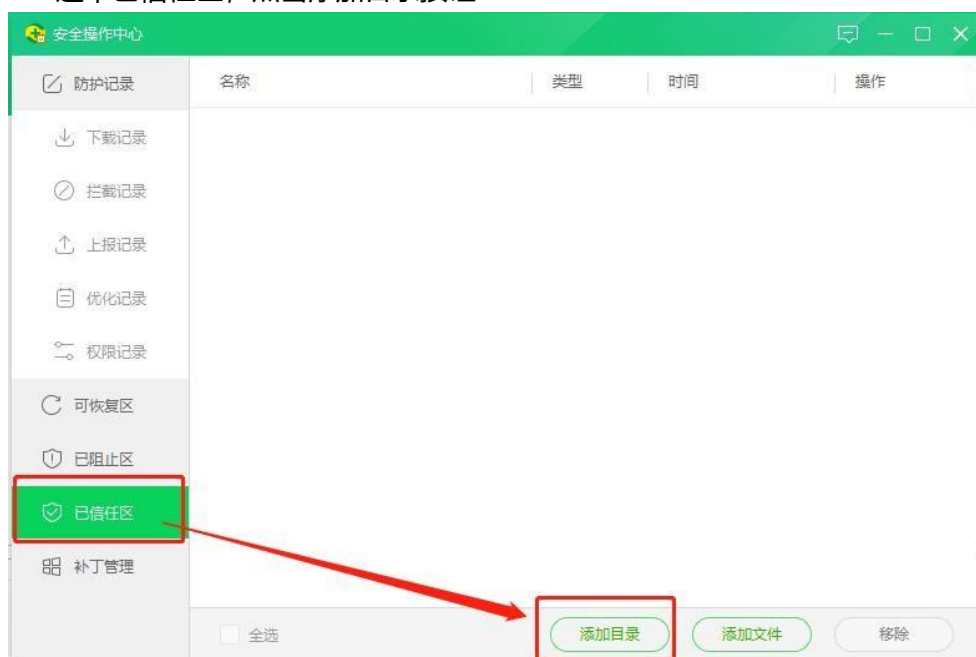 安全操作中心
防护记录
名称 类型 时间 操作
下载记录
拦截记录
上报记录
优化记录
权限记录
可恢复区
已阻止区
已信任区
补丁管理
全选 添加目录 添加文件 移除